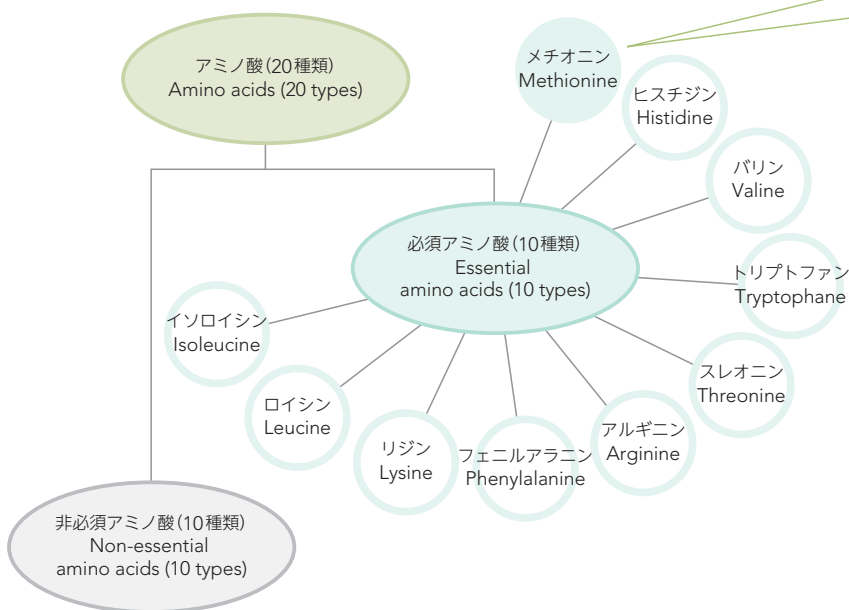 アミノ酸(20種類)
Amino acids (20 types)
メチオニン
Methionine
ヒスチジン
Histidine
バリン
Valine
必須アミノ酸(10種類)
Essential
amino acids (10 types)
トリプトファン
Tryptophane
イソロイシン
Isoleucine
スレオニン
Threonine
ロイシン
Leucine
アルギニン
Arginine
リジン
Lysine
フェニルアラニン
Phenylalanine
非必須アミノ酸(10種類)
Non-essential
amino acids (10 types)